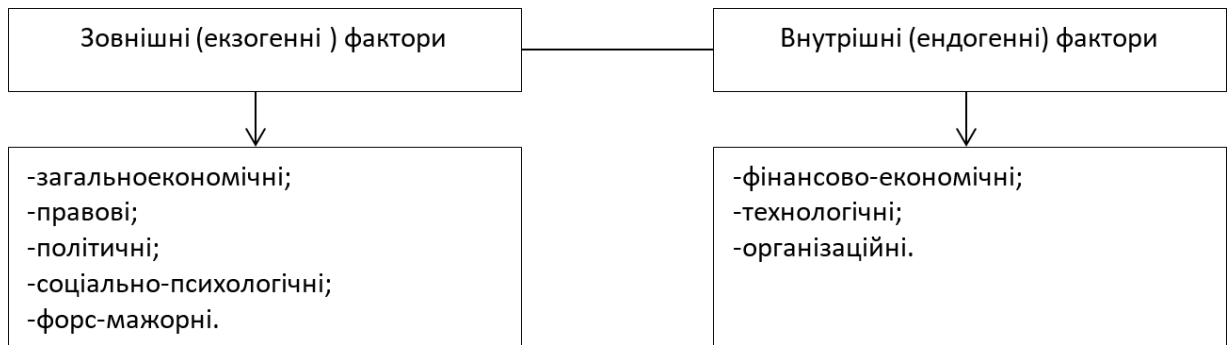 Зовнішні (екзогенні ) фактори
Внутрішні (ендогенні) фактори
-загальноекономічні;
-правові;
-політичні;
-соціально-психологічні;
-форс-мажорні.
-фінансово-економічні;
-технологічні;
-організаційні.